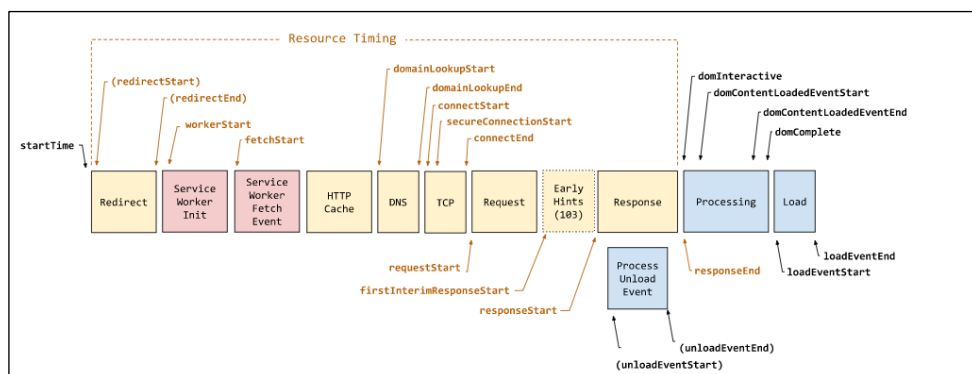 Resource Timing
domainLookupStart
(redirectStart)
domInteractive
domainLookupEnd
domContentLoadedEventStart
(redirectEnd)
connectStart
domContentLoadedEventEnd
workerStart
secureConnectionStart
domComplete
fetchStart
connectEnd
startTime
Redirect
Service
Worker
Init
Service
Worker
Fetch
Event
HTTP
Cache
DNS
TCP
Request
Early
Hints
(103)
Response
Processing
Load
loadEventEnd
requestStart
responseEnd
loadEventStart
firstInterimResponseStart
Process
Unload
Event
responseStart
(unloadEventEnd)
(unloadEventStart)